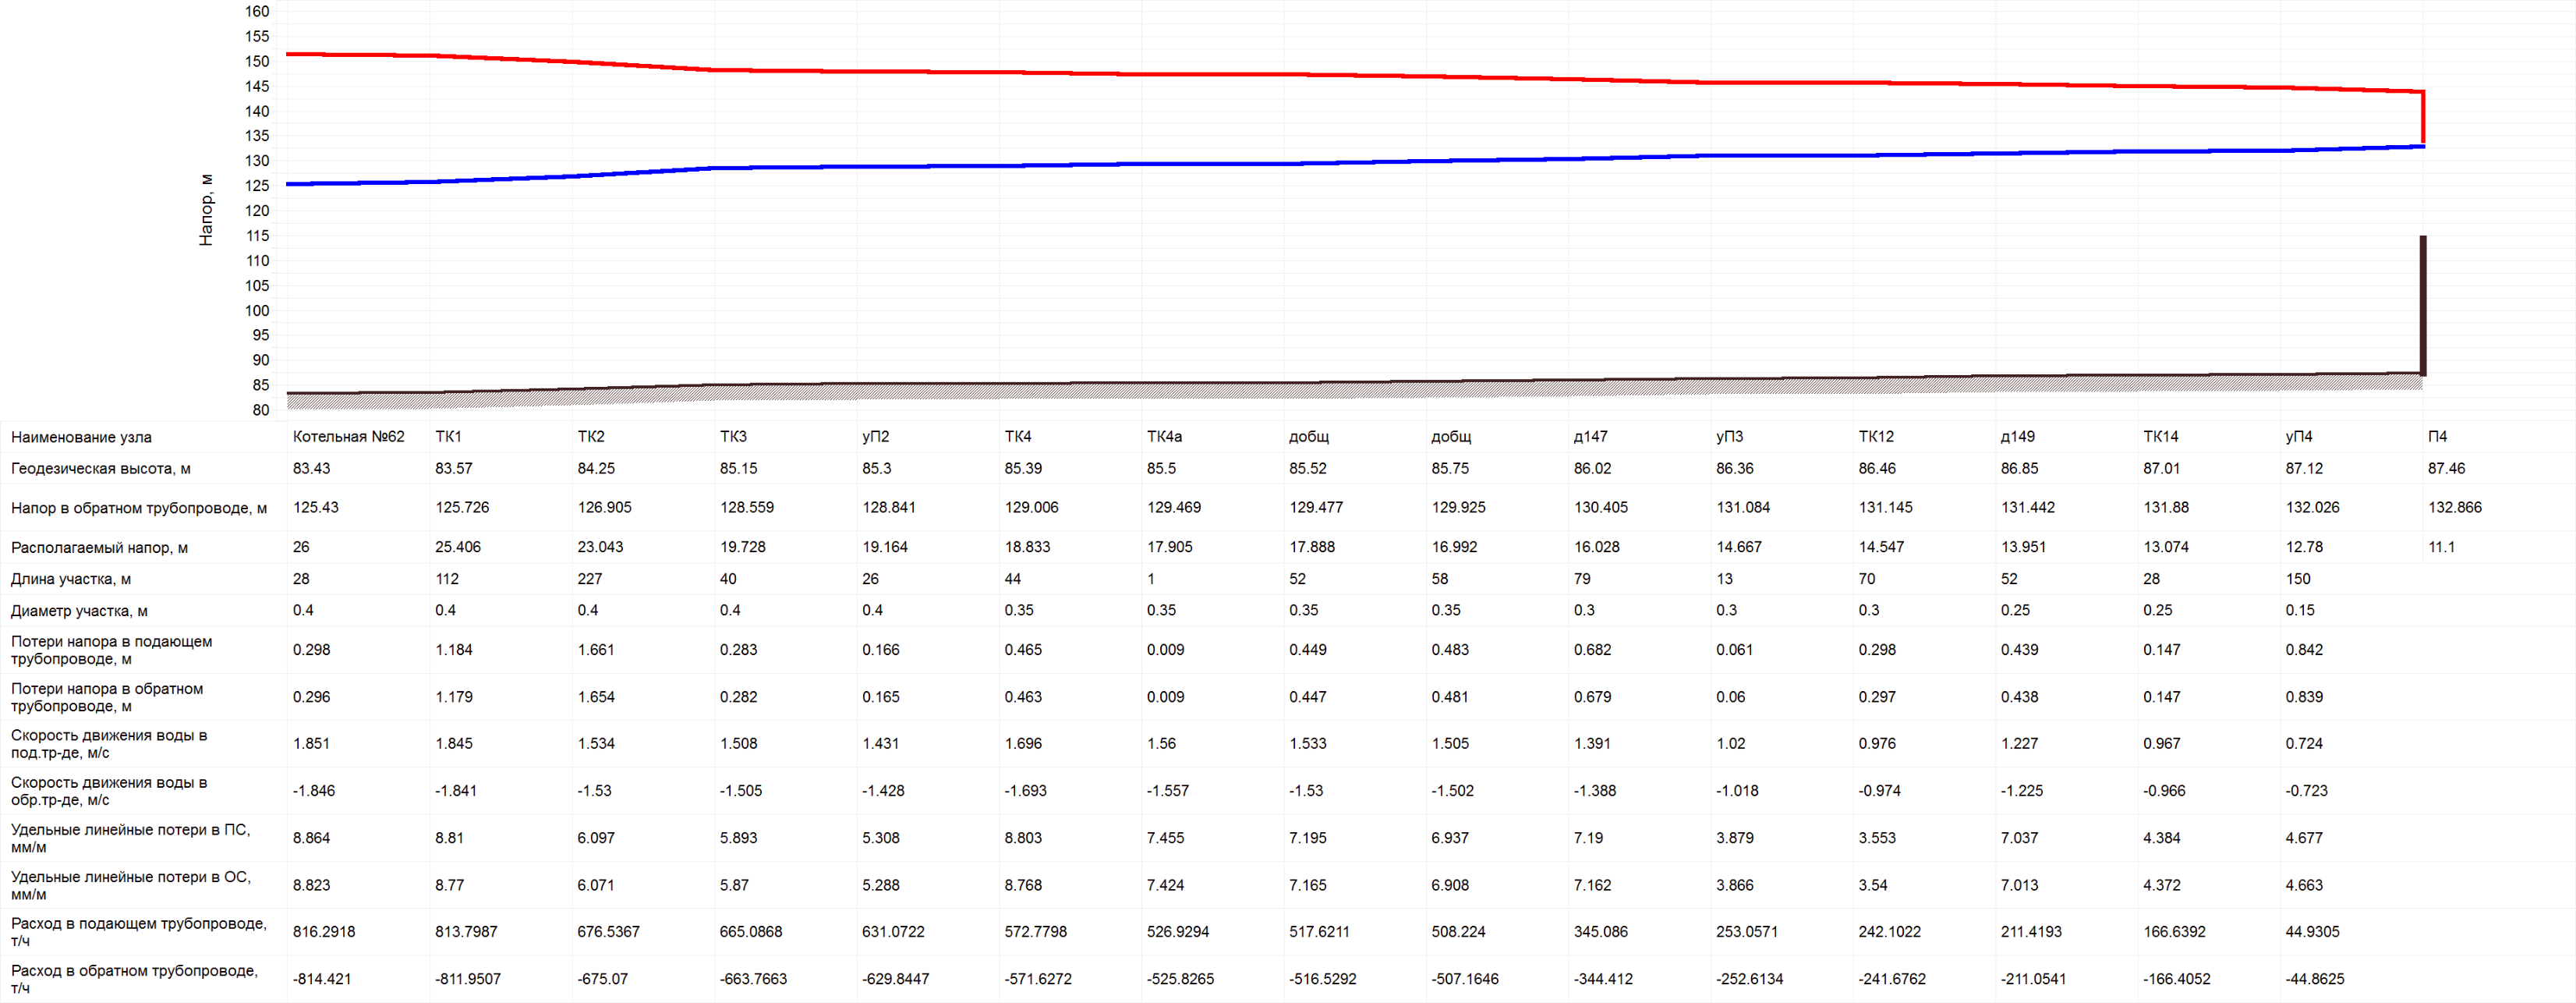 160
155
150
145
140
135
130
125
120
115
110
105
100
95
90
85
80
Напор, м
Наименование узла Котельная №62 ТК1 ТК2 ТК3 уП2 ТК4 ТК4а добщ добщ д147 уП3 ТК12 д149 ТК14 уП4 П4
Геодезическая высота, м 83.43 83.57 84.25 85.15 85.3 85.39 85.5 85.52 85.75 86.02 86.36 86.46 86.85 87.01 87.12 87.46
Напор в обратном трубопроводе, м 125.43 125.726 126.905 128.559 128.841 129.006 129.469 129.477 129.925 130.405 131.084 131.145 131.442 131.88 132.026 132.866
Располагаемый напор, м 26 25.406 23.043 19.728 19.164 18.833 17.905 17.888 16.992 16.028 14.667 14.547 13.951 13.074 12.78 11.1
Длина участка, м 28 112 227 40 26 44 1 52 58 79 13 70 52 28 150
Диаметр участка, м 0.4 0.4 0.4 0.4 0.4 0.35 0.35 0.35 0.35 0.3 0.3 0.3 0.25 0.25 0.15
Потери напора в подающем
трубопроводе, м 0.298 1.184 1.661 0.283 0.166 0.465 0.009 0.449 0.483 0.682 0.061 0.298 0.439 0.147 0.842
Потери напора в обратном
трубопроводе, м 0.296 1.179 1.654 0.282 0.165 0.463 0.009 0.447 0.481 0.679 0.06 0.297 0.438 0.147 0.839
Скорость движения воды в
под.тр-де, м/с 1.851 1.845 1.534 1.508 1.431 1.696 1.56 1.533 1.505 1.391 1.02 0.976 1.227 0.967 0.724
Скорость движения воды в
обр.тр-де, м/с -1.846 -1.841 -1.53 -1.505 -1.428 -1.693 -1.557 -1.53 -1.502 -1.388 -1.018 -0.974 -1.225 -0.966 -0.723
Удельные линейные потери в ПС,
мм/м 8.864 8.81 6.097 5.893 5.308 8.803 7.455 7.195 6.937 7.19 3.879 3.553 7.037 4.384 4.677
Удельные линейные потери в ОС,
мм/м 8.823 8.77 6.071 5.87 5.288 8.768 7.424 7.165 6.908 7.162 3.866 3.54 7.013 4.372 4.663
Расход в подающем трубопроводе,
т/ч 816.2918 813.7987 676.5367 665.0868 631.0722 572.7798 526.9294 517.6211 508.224 345.086 253.0571 242.1022 211.4193 166.6392 44.9305
Расход в обратном трубопроводе,
т/ч -814.421 -811.9507 -675.07 -663.7663 -629.8447 -571.6272 -525.8265 -516.5292 -507.1646 -344.412 -252.6134 -241.6762 -211.0541 -166.4052 -44.8625